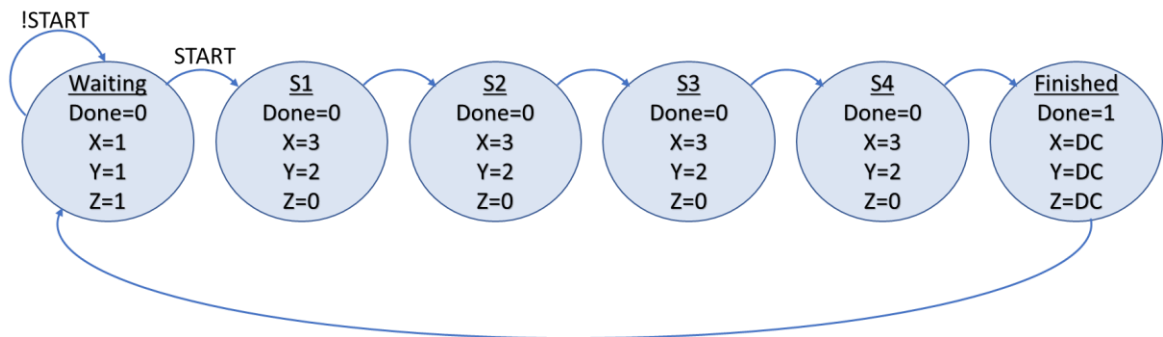 !START
START
Waiting
Done=0
X=1
Y=1
Z=1
S1
Done=0
X=3
Y=2
Z=0
S2
Done=0
X=3
Y=2
Z=0
S3
Done=0
X=3
Y=2
Z=0
S4
Done=0
X=3
Y=2
Z=0
Finished
Done=1
X=DC
Y=DC
Z=DC